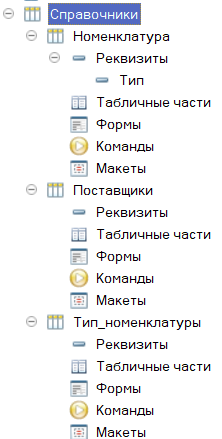 Справочники
Номенклатура
Реквизиты
Тип
Табличные части
Формы
Команды
Макеты
Поставщики
Реквизиты
Табличные части
Формы
Команды
Макеты
Тип_номенклатуры
Реквизиты
Табличные части
Формы
Команды
Макеты